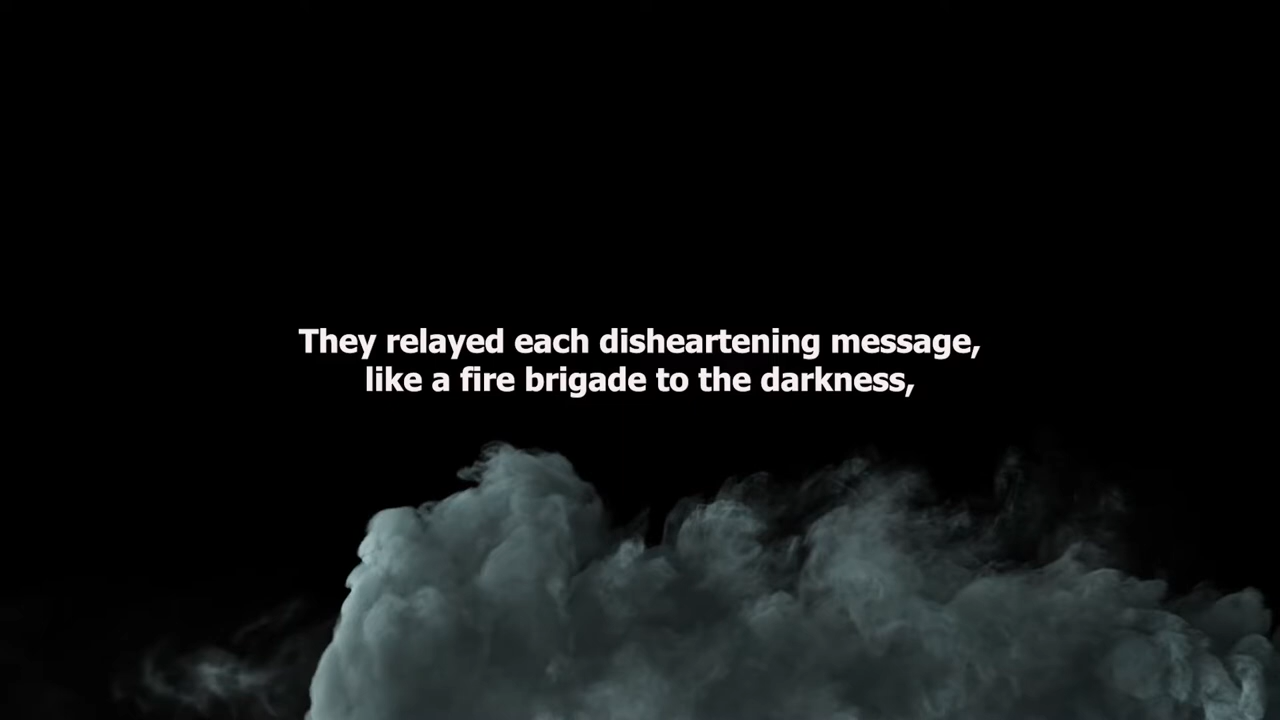 They relayed each disheartening message,
like a fire brigade to the darkness,